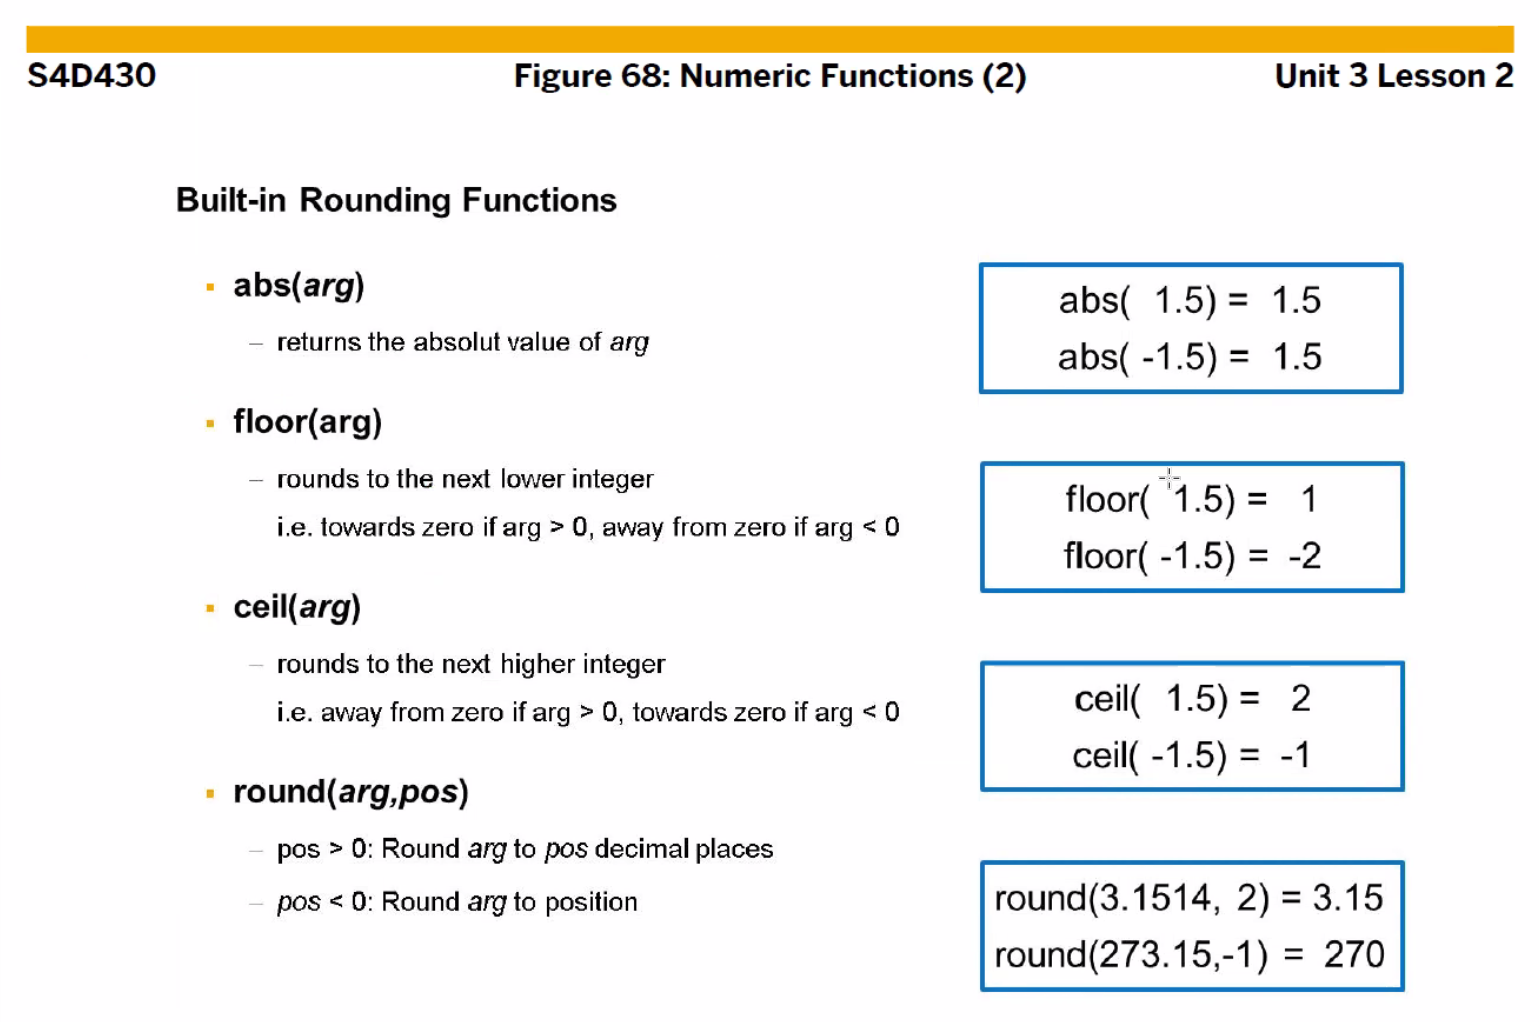 S4D430 Figure 68: Numeric Functions (2) Unit 3 Lesson 2
Built-in Rounding Functions
abs(arg)
– returns the absolut value of arg
abs( 1.5) = 1.5
abs( -1.5) = 1.5
floor(arg)
– rounds to the next lower integer
i.e. towards zero if arg > 0, away from zero if arg < 0
floor( 1.5) = 1
floor( -1.5) = -2
ceil(arg)
– rounds to the next higher integer
i.e. away from zero if arg > 0, towards zero if arg < 0
ceil( 1.5) = 2
ceil( -1.5) = -1
round(arg,pos)
– pos > 0: Round arg to pos decimal places
– pos < 0: Round arg to position
round(3.1514, 2) = 3.15
round(273.15,-1) = 270